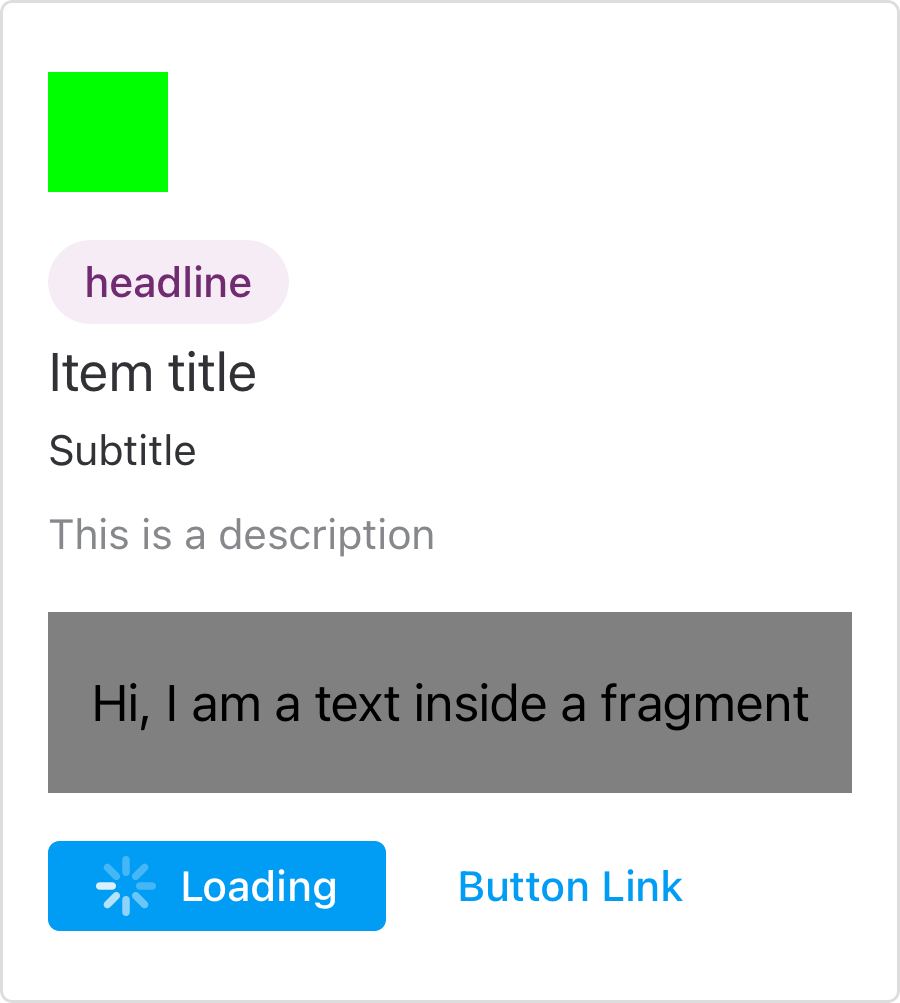 headline
Item title
Subtitle
This is a description
Hi, I am a text inside a fragment
Loading
Button Link